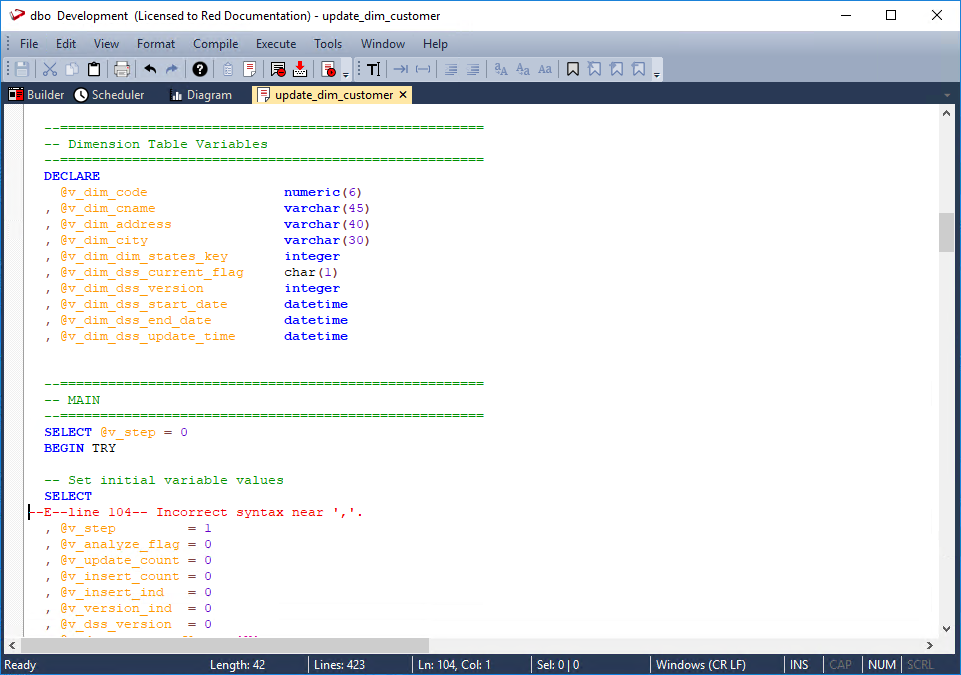 dbo Development (Licensed to Red Documentation) - update_dim_customer
File Edit View Format Compile Execute Tools Window Help
Builder Scheduler Diagram update_dim_customer
--=====================================================
-- Dimension Table Variables
--=====================================================
DECLARE
@v_dim_code numeric(6)
, @v_dim_cname varchar(45)
, @v_dim_address varchar(40)
, @v_dim_city varchar(30)
, @v_dim_dim_states_key integer
, @v_dim_dss_current_flag char(1)
, @v_dim_dss_version integer
, @v_dim_dss_start_date datetime
, @v_dim_dss_end_date datetime
, @v_dim_dss_update_time datetime
--=====================================================
-- MAIN
--=====================================================
SELECT @v_step = 0
BEGIN TRY
-- Set initial variable values
SELECT
--E--line 104-- Incorrect syntax near ','.
, @v_step = 1
, @v_analyze_flag = 0
, @v_update_count = 0
, @v_insert_count = 0
, @v_insert_ind = 0
, @v_version_ind = 0
, @v_dss_version = 0
Ready Length: 42 Lines: 423 Ln: 104, Col: 1 Sel: 0 | 0 Windows (CR LF) INS CAP NUM SCRL